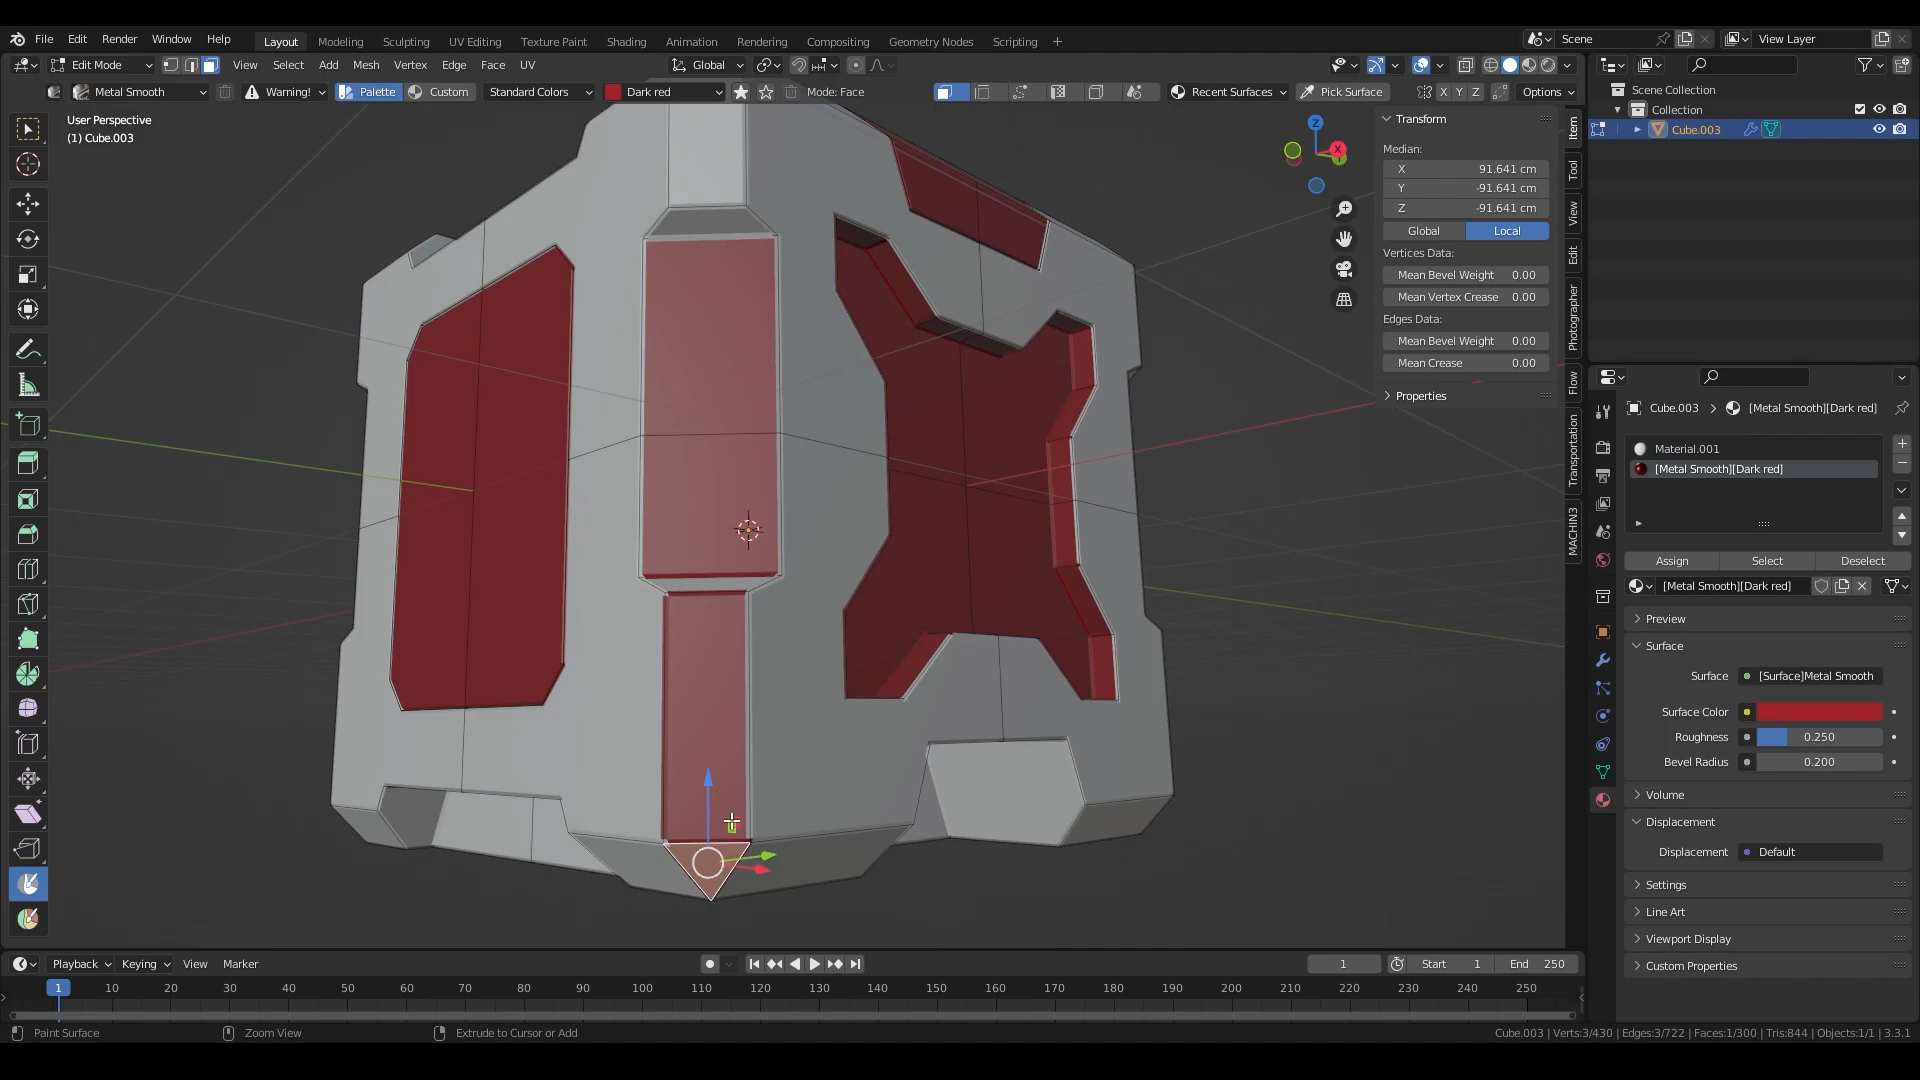 File Edit Render Window Help Layout Modeling Sculpting UV Editing Texture Paint Shading Animation Rendering Compositing Geometry Nodes Scripting + Scene View Layer
Edit Mode View Select Add Mesh Vertex Edge Face UV Global
Metal Smooth Warning! Palette Custom Standard Colors Dark red Mode: Face Recent Surfaces Pick Surface X Y Z Options
User Perspective
(1) Cube.003
Z
X
Transform
Median:
X 91.641 cm
Y -91.641 cm
Z -91.641 cm
Global Local
Vertices Data:
Mean Bevel Weight 0.00
Mean Vertex Crease 0.00
Edges Data:
Mean Bevel Weight 0.00
Mean Crease 0.00
Properties
Item
Tool
View
Edit
Photographer
Flow
Transportation
MACHIN3
Scene Collection
Collection
Cube.003
Cube.003 > [Metal Smooth][Dark red]
Material.001
[Metal Smooth][Dark red]
Assign Select Deselect
[Metal Smooth][Dark red]
Preview
Surface
Surface [Surface]Metal Smooth
Surface Color
Roughness 0.250
Bevel Radius 0.200
Volume
Displacement
Displacement Default
Settings
Line Art
Viewport Display
Custom Properties
Playback Keying View Marker 1 Start 1 End 250
1 10 20 30 40 50 60 70 80 90 100 110 120 130 140 150 160 170 180 190 200 210 220 230 240 250
Paint Surface Zoom View Extrude to Cursor or Add Cube.003 | Verts:3/430 | Edges:3/722 | Faces:1/300 | Tris:844 | Objects:1/1 | 3.3.1